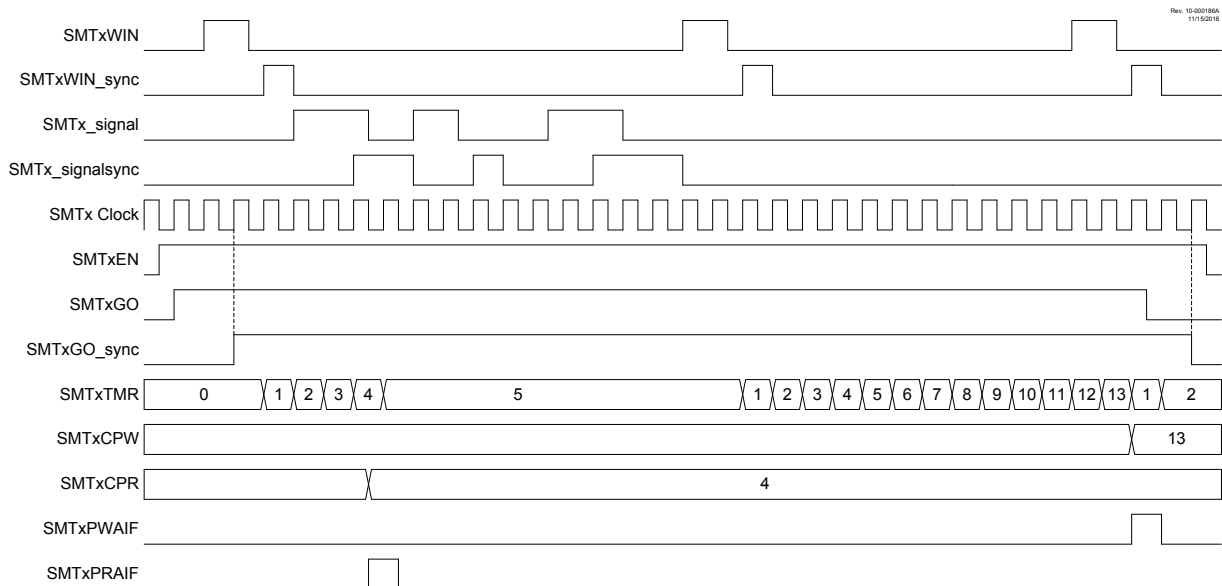 Rev. 10-000186A
11/15/2018
SMTxWIN
SMTxWIN_sync
SMTx_signal
SMTx_signalsync
SMTx Clock
SMTxEN
SMTxGO
SMTxGO_sync
SMTxTMR 0 1 2 3 4 5 1 2 3 4 5 6 7 8 9 10 11 12 13 1 2
SMTxCPW 13
SMTxCPR 4
SMTxPWAIF
SMTxPRAIF